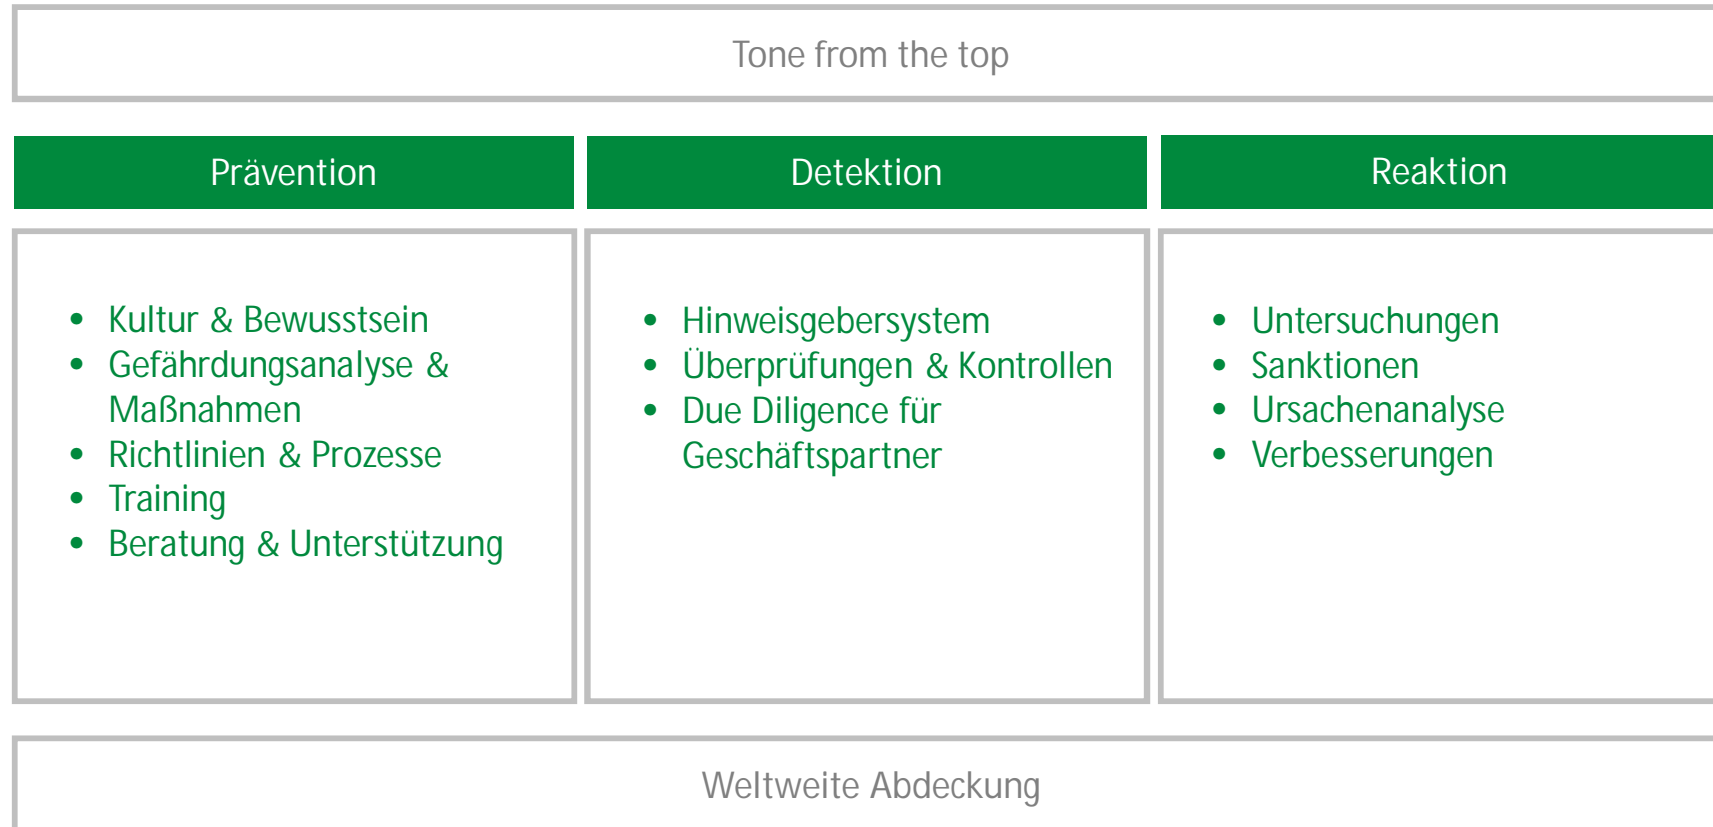 Tone from the top
Prävention
Detektion
Reaktion
• Kultur & Bewusstsein
• Gefährdungsanalyse &
Maßnahmen
• Richtlinien & Prozesse
• Training
• Beratung & Unterstützung
• Hinweisgebersystem
• Überprüfungen & Kontrollen
• Due Diligence für
Geschäftspartner
• Untersuchungen
• Sanktionen
• Ursachenanalyse
• Verbesserungen
Weltweite Abdeckung